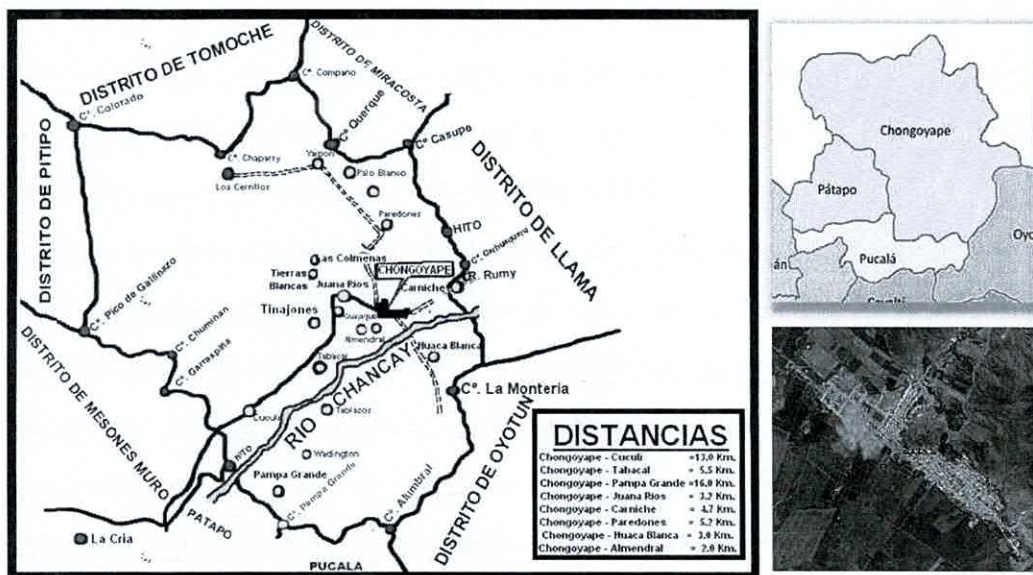 DISTRITO DE TOMOCHE
DISTRITO DE MIRACOSTA
C°. Compano
C°. Colorado
C° Querque
C° Casupe
C°. Chaparry
Yaipon
Los Cerrillos
Palo Blanco
DISTRITO DE PITIPO
DISTRITO DE LLAMA
Paredones
HITO
Las Colmenas
CHONGOYAPE
Tierras Blancas
R. Rumy
Juana Rios
Carniche
Tinajones
C°. Pico de Gallinazo
Almendral
Huaca Blanca
C°. Chumiñan
C°. Garraspiña
Tabacal
RIO CHANCAY
C°. La Monteria
DISTRITO DE MESONES MURO
Cuculi
Tablazos
HITO
Wadington
Pampa Grande
DISTRITO DE OYOTUN
C°. Pampa Grande
C°. Alumbral
PATAPO
La Cria
PUCALA
DISTANCIAS
Chongoyape - Cuculi =13.0 Km.
Chongoyape - Tabacal = 5.5 Km.
Chongoyape - Pampa Grande =16.0 Km.
Chongoyape - Juana Rios = 3.2 Km.
Chongoyape - Carniche = 4.7 Km.
Chongoyape - Paredones = 5.2 Km.
Chongoyape - Huaca Blanca = 3.0 Km.
Chongoyape - Almendral = 2.0 Km.
Chongoyape
Pátapo
Pucalá
Oyo
án